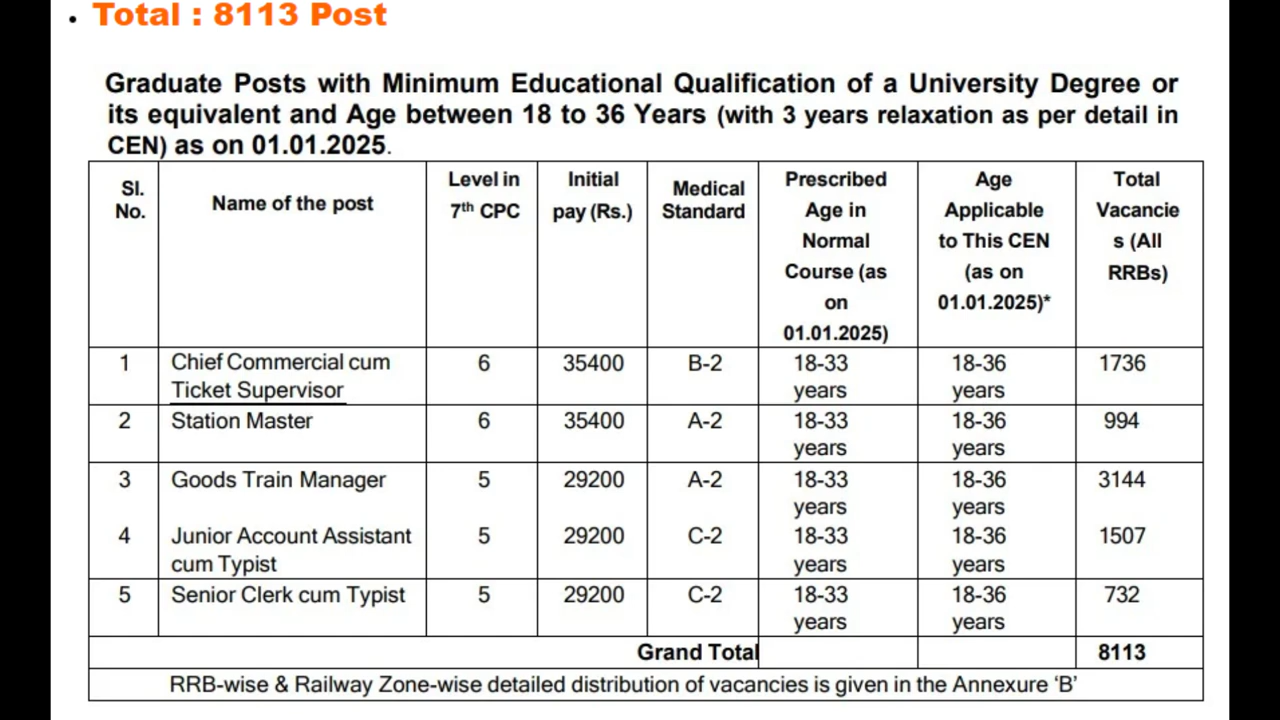 • Total : 8113 Post
Graduate Posts with Minimum Educational Qualification of a University Degree or
its equivalent and Age between 18 to 36 Years (with 3 years relaxation as per detail in
CEN) as on 01.01.2025.
Sl. No. | Name of the post | Level in 7th CPC | Initial pay (Rs.) | Medical Standard | Prescribed Age in Normal Course (as on 01.01.2025) | Age Applicable to This CEN (as on 01.01.2025)* | Total Vacancie s (All RRBs)
1 | Chief Commercial cum Ticket Supervisor | 6 | 35400 | B-2 | 18-33 years | 18-36 years | 1736
2 | Station Master | 6 | 35400 | A-2 | 18-33 years | 18-36 years | 994
3 | Goods Train Manager | 5 | 29200 | A-2 | 18-33 years | 18-36 years | 3144
4 | Junior Account Assistant cum Typist | 5 | 29200 | C-2 | 18-33 years | 18-36 years | 1507
5 | Senior Clerk cum Typist | 5 | 29200 | C-2 | 18-33 years | 18-36 years | 732
Grand Total | 8113
RRB-wise & Railway Zone-wise detailed distribution of vacancies is given in the Annexure ‘B’